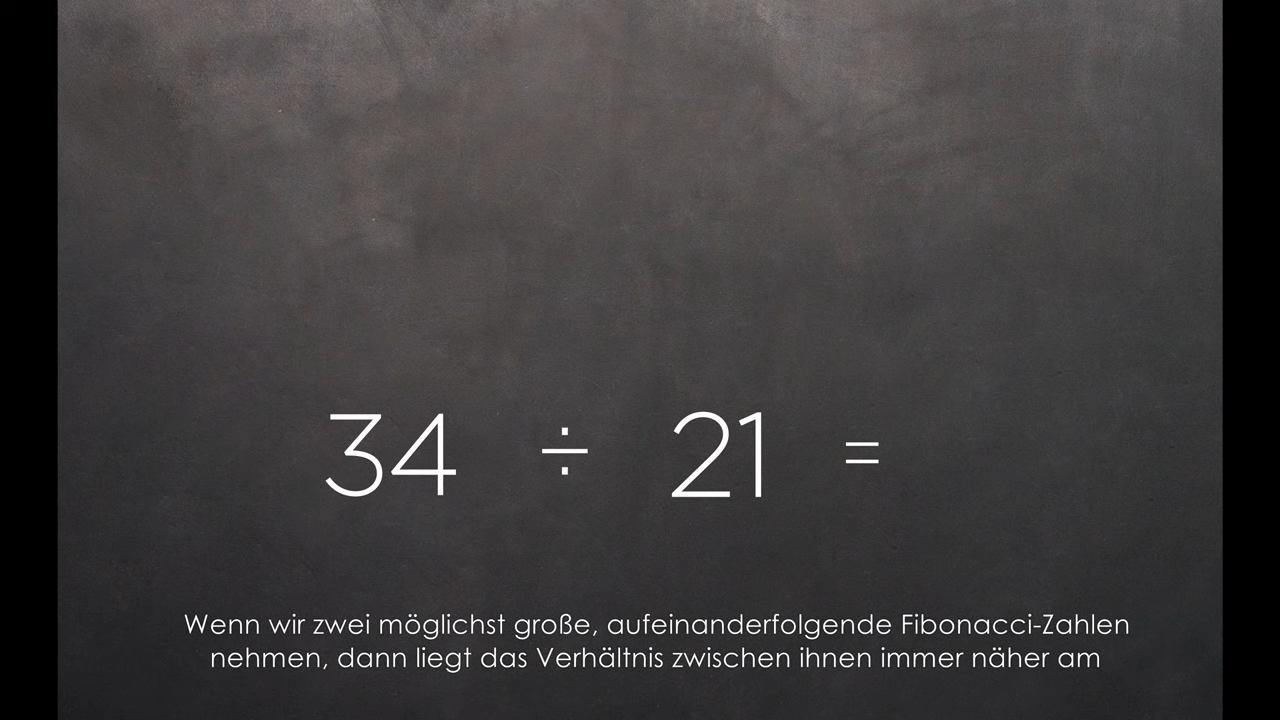 34 ÷ 21 =
Wenn wir zwei möglichst große, aufeinanderfolgende Fibonacci-Zahlen
nehmen, dann liegt das Verhältnis zwischen ihnen immer näher am